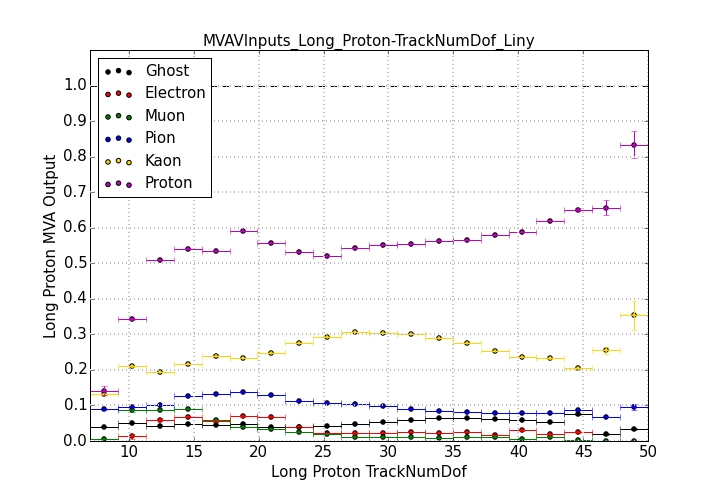 MVAVInputs_Long_Proton-TrackNumDof_Liny
Long Proton MVA Output
1.0
0.9
0.8
0.7
0.6
0.5
0.4
0.3
0.2
0.1
0.0
Ghost
Electron
Muon
Pion
Kaon
Proton
10 15 20 25 30 35 40 45 50
Long Proton TrackNumDof